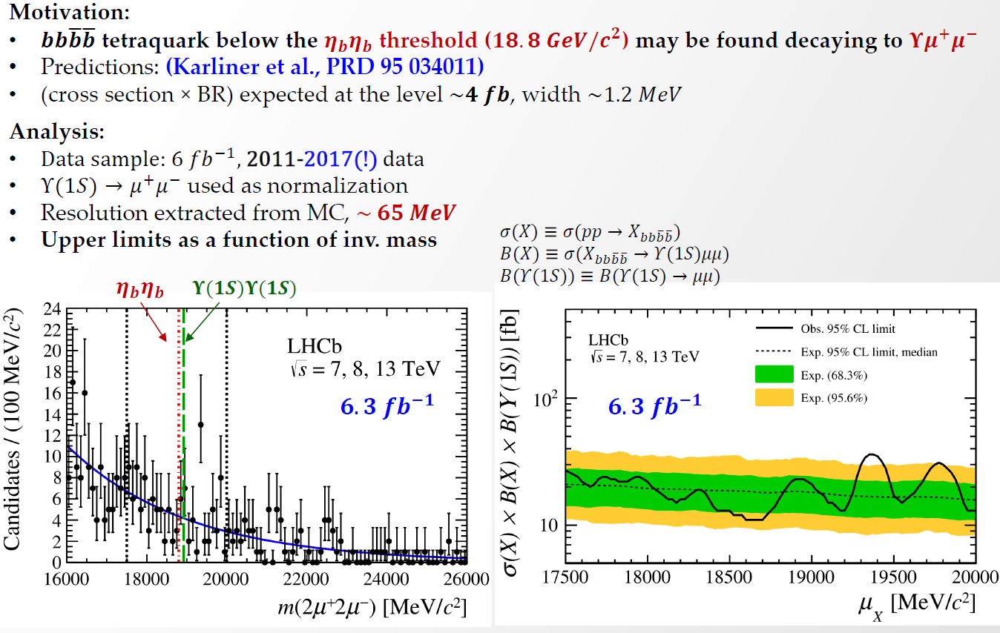 Motivation:
• bbb̅b̅ tetraquark below the η_bη_b threshold (18.8 GeV/c²) may be found decaying to ϒμ⁺μ⁻
• Predictions: (Karliner et al., PRD 95 034011)
• (cross section × BR) expected at the level ~4 fb, width ~1.2 MeV
Analysis:
• Data sample: 6 fb⁻¹, 2011-2017(!) data
• ϒ(1S) → μ⁺μ⁻ used as normalization
• Resolution extracted from MC, ~ 65 MeV
• Upper limits as a function of inv. mass
σ(X) ≡ σ(pp → X_bbb̅b̅)
B(X) ≡ σ(X_bbb̅b̅ → ϒ(1S)μμ)
B(ϒ(1S)) ≡ B(ϒ(1S) → μμ)
η_bη_b ϒ(1S)ϒ(1S)
Candidates / (100 MeV/c²)
24
22
20
18
16
14
12
10
8
6
4
2
0
LHCb
√s = 7, 8, 13 TeV
6.3 fb⁻¹
16000 18000 20000 22000 24000 26000
m(2μ⁺2μ⁻) [MeV/c²]
σ(X) × B(X) × B(Y(1S)) [fb]
10²
10
LHCb
√s = 7, 8, 13 TeV
6.3 fb⁻¹
Obs. 95% CL limit
Exp. 95% CL limit, median
Exp. (68.3%)
Exp. (95.6%)
17500 18000 18500 19000 19500 20000
μ_X [MeV/c²]